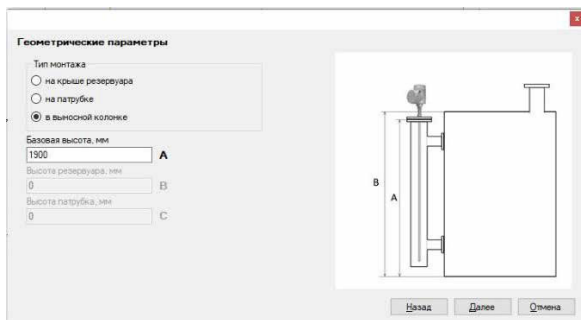 x
Геометрические параметры
Тип монтажа
на крыше резервуара
на патрубке
в выносной колонке
Базовая высота, мм
1900 A
Высота резервуара, мм
0 B
Высота патрубка, мм
0 C
B
A
Назад Далее Отмена